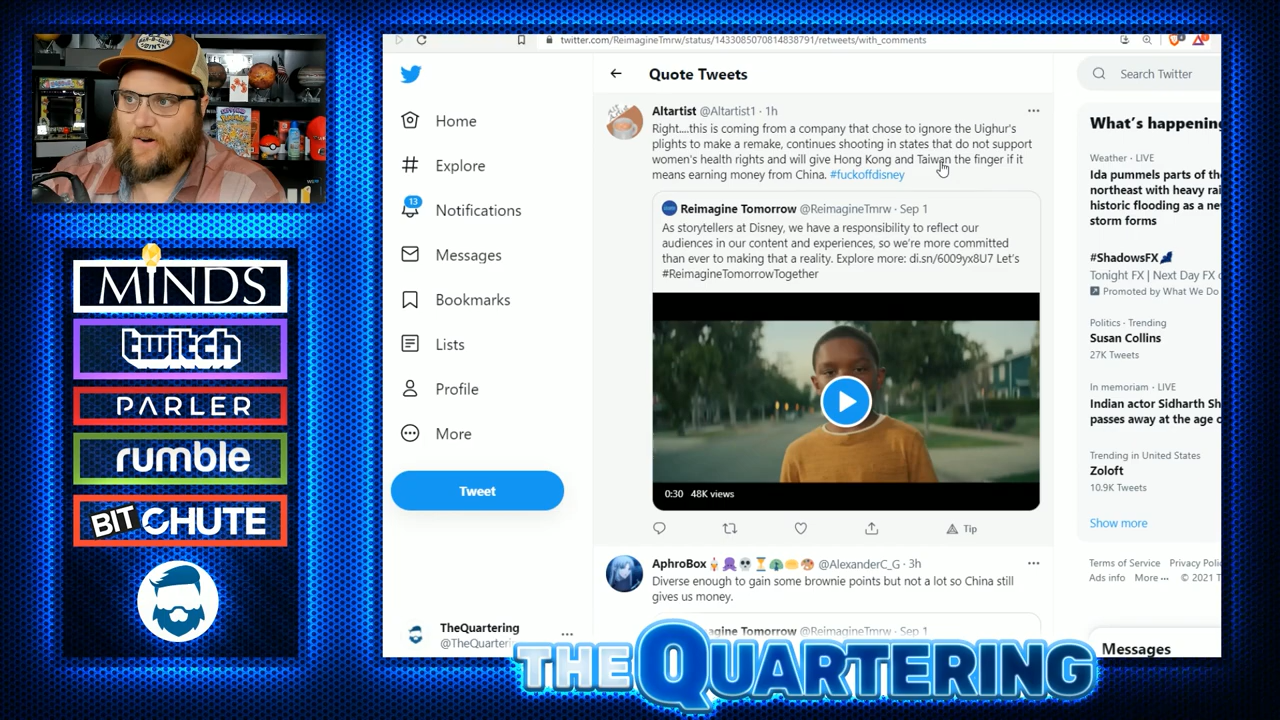 MINDS
twitch
PARLER
rumble
BITCHUTE
twitter.com/ReimagineTmrw/status/1433085070814838791/retweets/with_comments
Home
Explore
13
Notifications
Messages
Bookmarks
Lists
Profile
More
Tweet
TheQuartering
@TheQuarterin
Quote Tweets
Altartist @Altartist1 · 1h
Right....this is coming from a company that chose to ignore the Uighur's
plights to make a remake, continues shooting in states that do not support
women's health rights and will give Hong Kong and Taiwan the finger if it
means earning money from China. #fuckoffdisney
Reimagine Tomorrow @ReimagineTmrw · Sep 1
As storytellers at Disney, we have a responsibility to reflect our
audiences in our content and experiences, so we're more committed
than ever to making that a reality. Explore more: di.sn/6009yx8U7 Let's
#ReimagineTomorrowTogether
0:30 48K views
Tip
AphroBox @AlexanderC_G · 3h
Diverse enough to gain some brownie points but not a lot so China still
gives us money.
agine Tomorrow @ReimagineTmrw · Sep 1
Search Twitter
What's happening
Weather · LIVE
Ida pummels parts of the
northeast with heavy rai
historic flooding as a ne
storm forms
#ShadowsFX
Tonight FX | Next Day FX o
Promoted by What We Do
Politics · Trending
Susan Collins
27K Tweets
In memoriam · LIVE
Indian actor Sidharth Sh
passes away at the age o
Trending in United States
Zoloft
10.9K Tweets
Show more
Terms of Service Privacy Poli
Ads info More ··· © 2021 T
Messages
THE QUARTERING